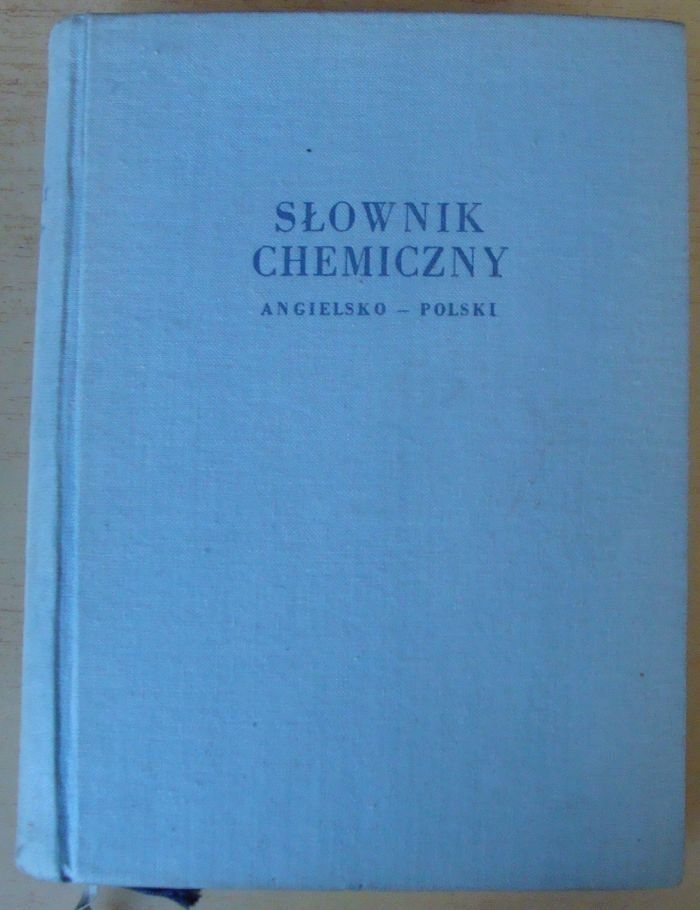 SŁOWNIK
CHEMICZNY
ANGIELSKO – POLSKI